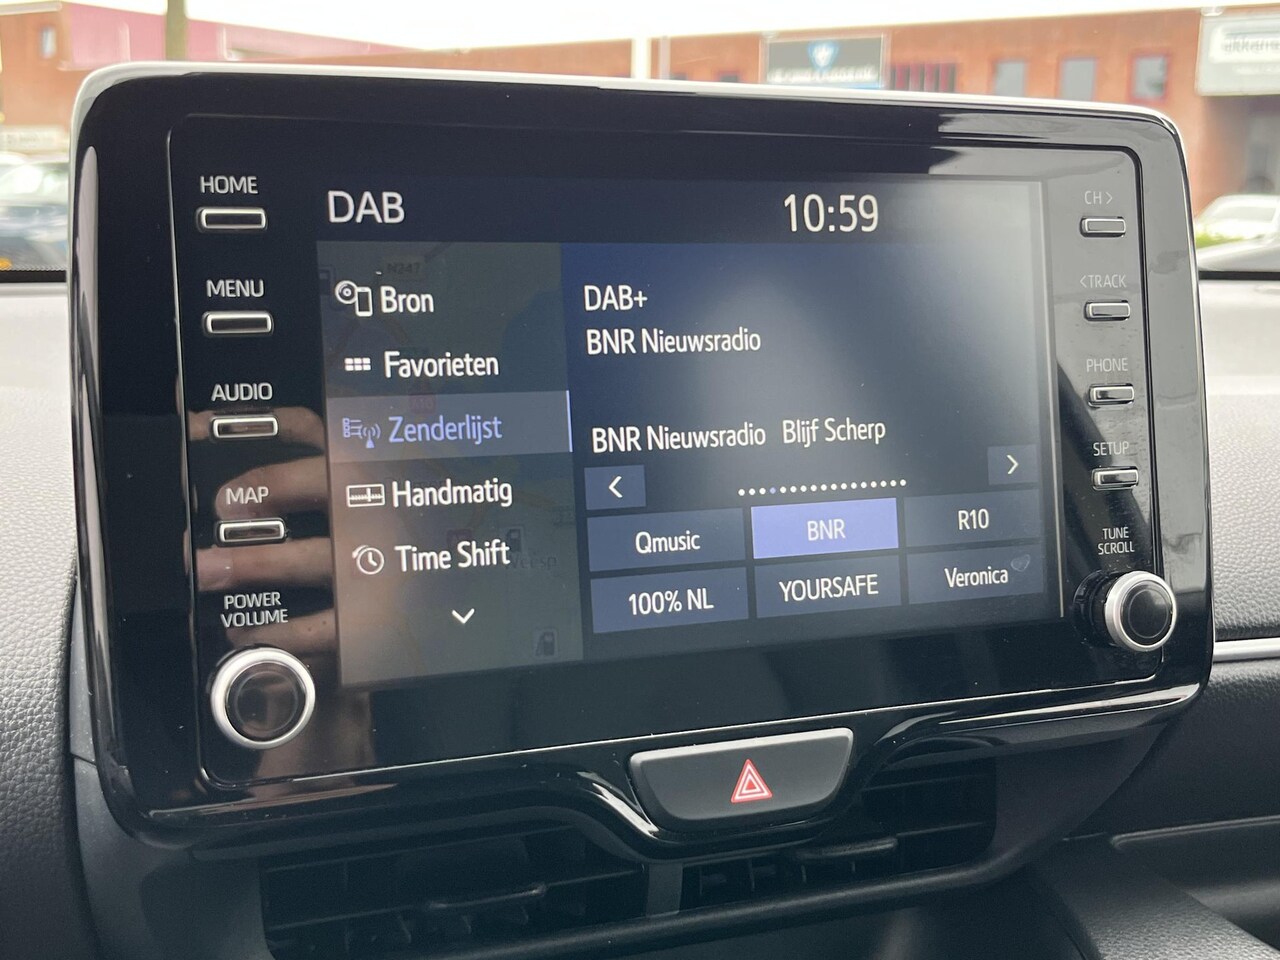 HOME
MENU
AUDIO
MAP
POWER
VOLUME
DAB
10:59
N247
Bron
Favorieten
Zenderlijst
Handmatig
Time Shift
DAB+
BNR Nieuwsradio
BNR Nieuwsradio Blijf Scherp
Qmusic
BNR
R10
100% NL
YOURSAFE
Veronica
CH >
< TRACK
PHONE
SETUP
TUNE
SCROLL